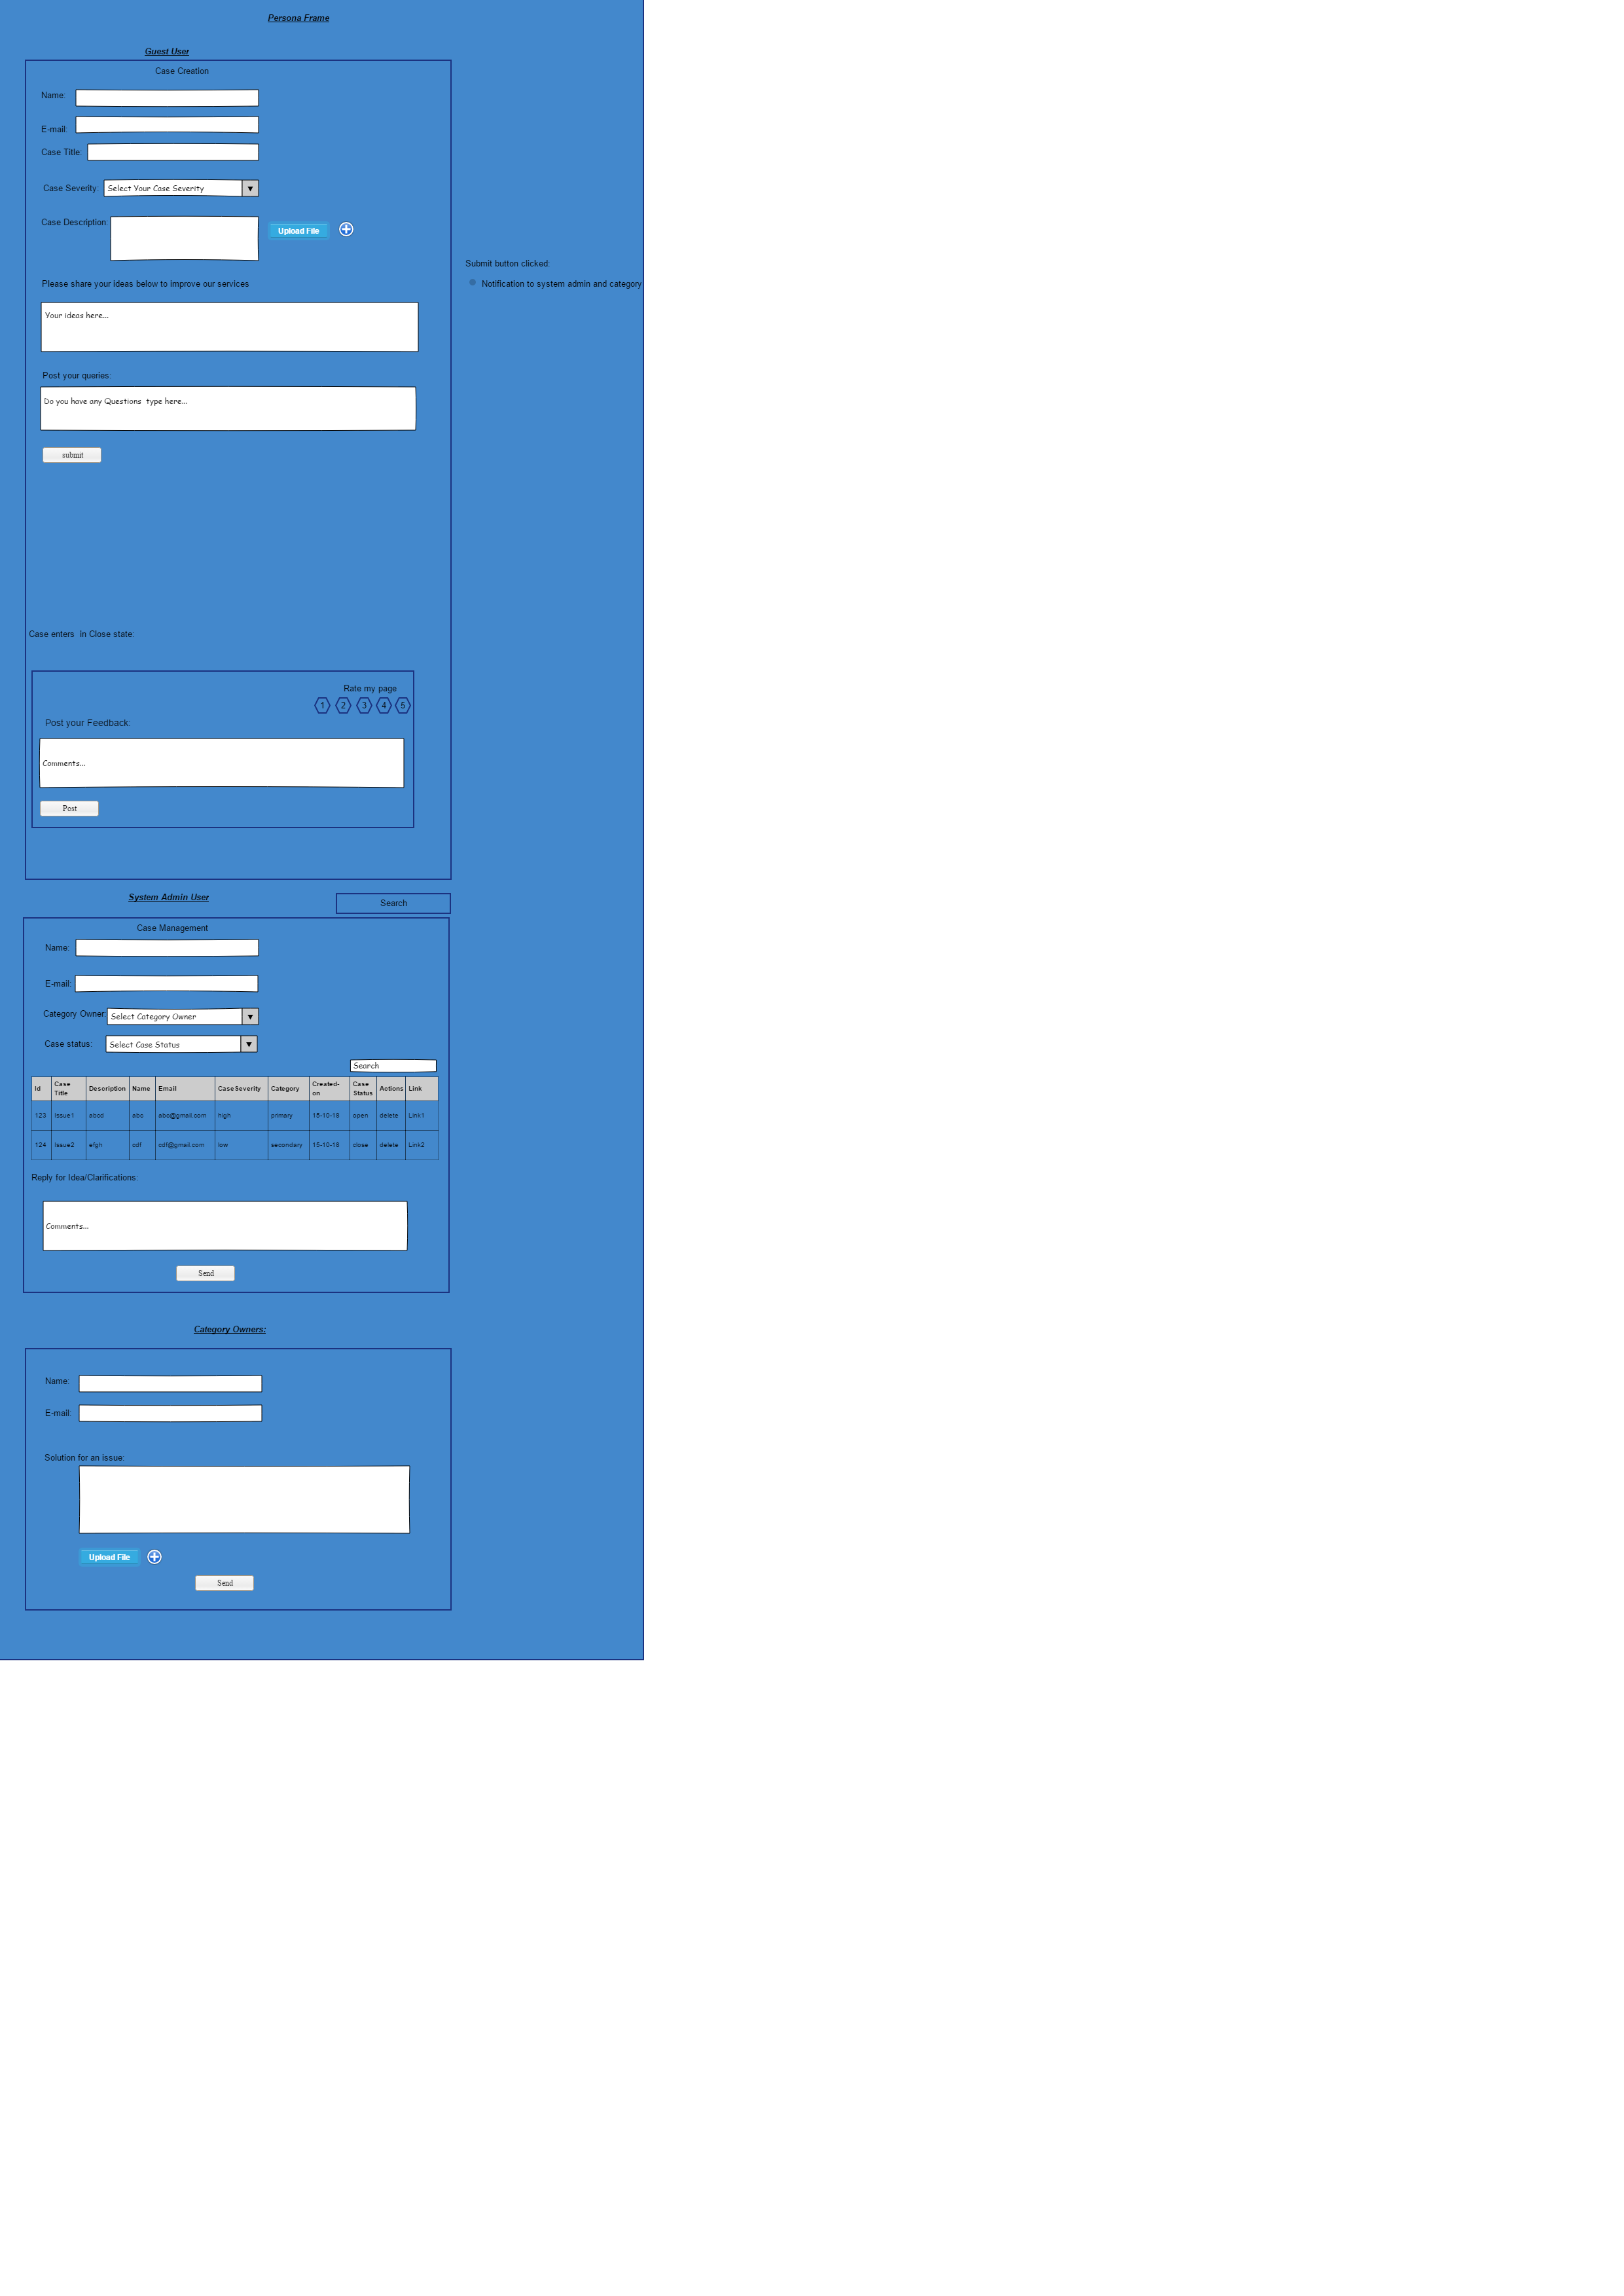 Persona Frame
Guest User
Case Creation
Name:
E-mail:
Case Title:
Case Severity: Select Your Case Severity
Case Description:
Upload File
Submit button clicked:
Notification to system admin and category
Please share your ideas below to improve our services
Your ideas here...
Post your queries:
Do you have any Questions type here...
submit
Case enters in Close state:
Rate my page
1 2 3 4 5
Post your Feedback:
Comments...
Post
System Admin User
Search
Case Management
Name:
E-mail:
Category Owner: Select Category Owner
Case status: Select Case Status
Search
Id Case Title Description Name Email CaseSeverity Category Created-on Case Status Actions Link
123 Issue1 abcd abc abc@gmail.com high primary 15-10-18 open delete Link1
124 Issue2 efgh cdf cdf@gmail.com low secondary 15-10-18 close delete Link2
Reply for Idea/Clarifications:
Comments...
Send
Category Owners:
Name:
E-mail:
Solution for an Issue:
Upload File
Send